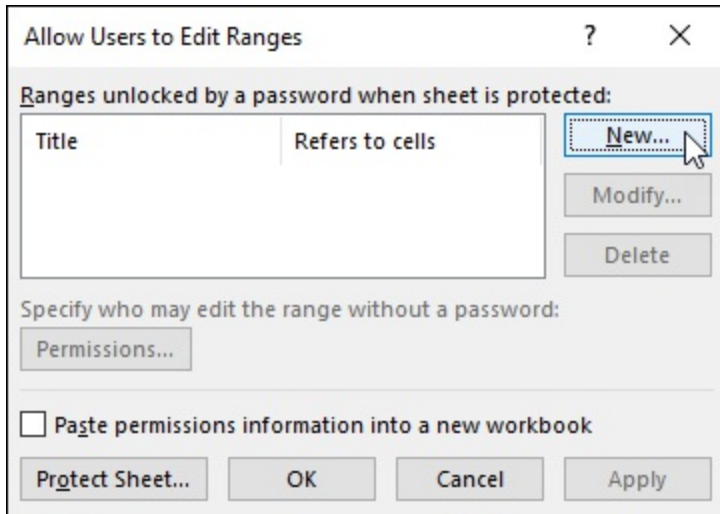 Allow Users to Edit Ranges ?
Ranges unlocked by a password when sheet is protected:
Title Refers to cells New...
Modify...
Delete
Specify who may edit the range without a password:
Permissions...
Paste permissions information into a new workbook
Protect Sheet... OK Cancel Apply